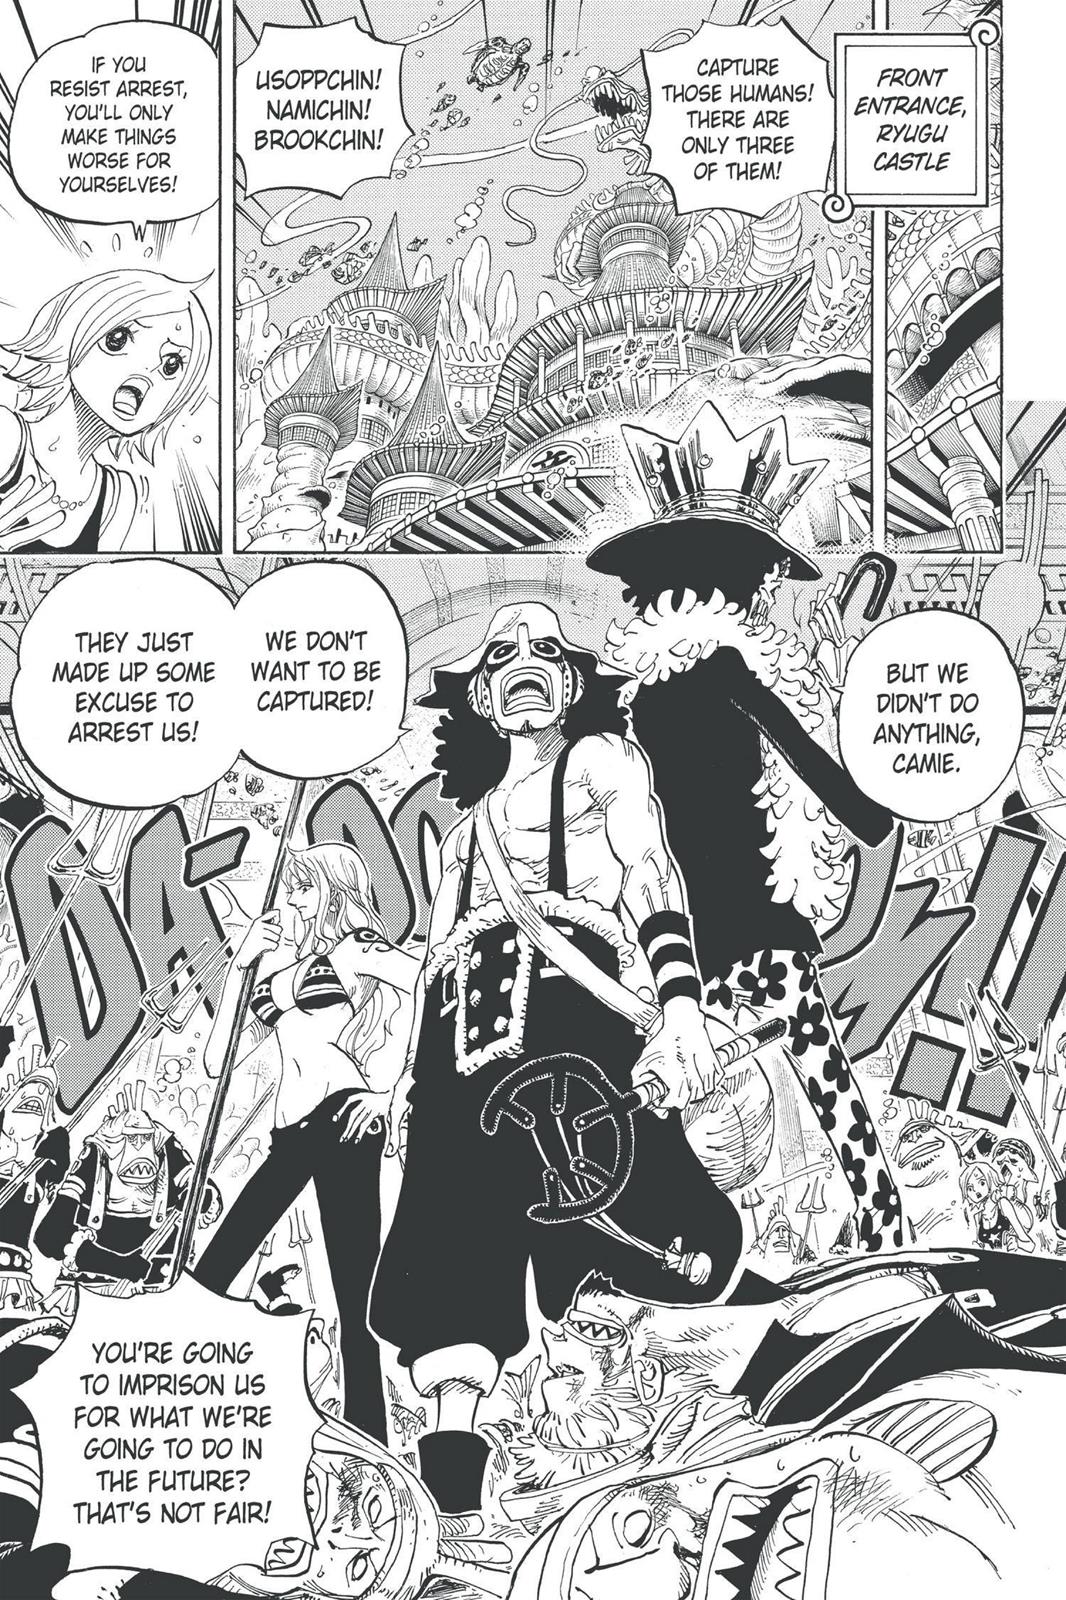 FRONT
ENTRANCE,
RYUGU
CASTLE
CAPTURE
THOSE HUMANS!
THERE ARE
ONLY THREE
OF THEM!
USOPPCHIN!
NAMICHIN!
BROOKCHIN!
IF YOU
RESIST ARREST,
YOU'LL ONLY
MAKE THINGS
WORSE FOR
YOURSELVES!
BUT WE
DIDN'T DO
ANYTHING,
CAMIE.
WE DON'T
WANT TO BE
CAPTURED!
THEY JUST
MADE UP SOME
EXCUSE TO
ARREST US!
YOU'RE GOING
TO IMPRISON US
FOR WHAT WE'RE
GOING TO DO IN
THE FUTURE?
THAT'S NOT FAIR!